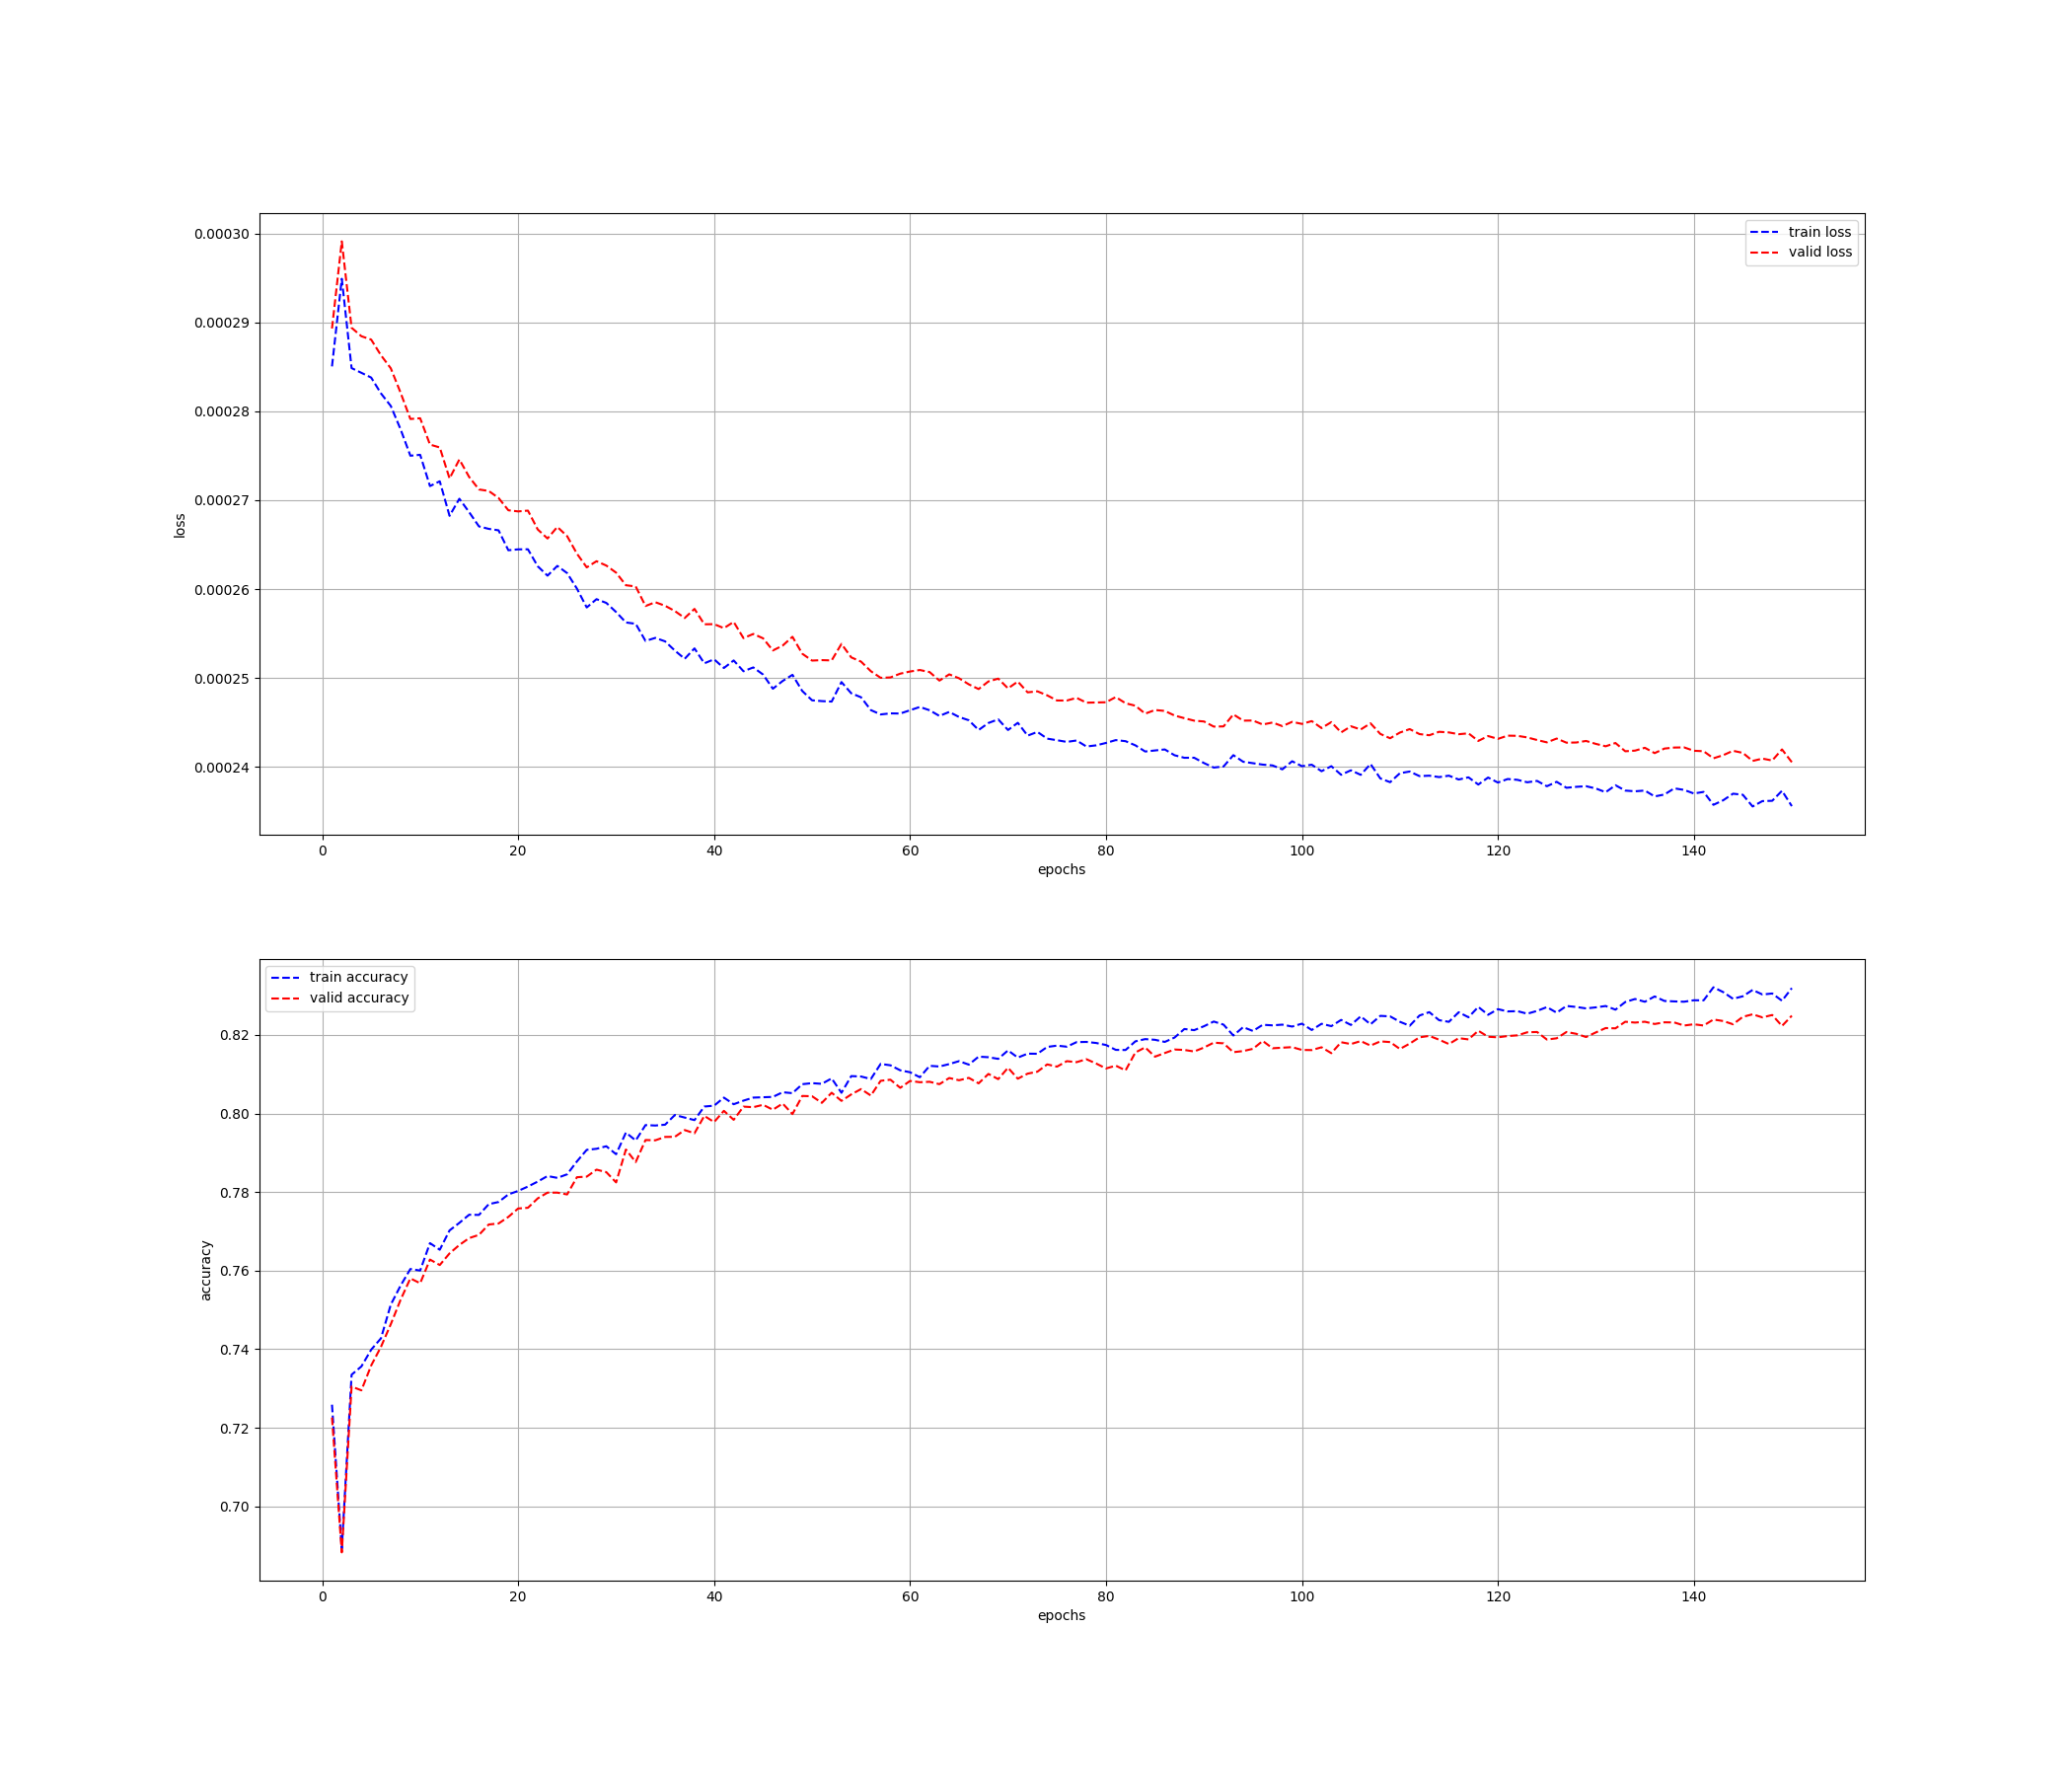 train loss
valid loss
0.00030
0.00029
0.00028
0.00027
0.00026
0.00025
0.00024
loss
0 20 40 60 80 100 120 140
epochs
train accuracy
valid accuracy
0.82
0.80
0.78
0.76
0.74
0.72
0.70
accuracy
0 20 40 60 80 100 120 140
epochs